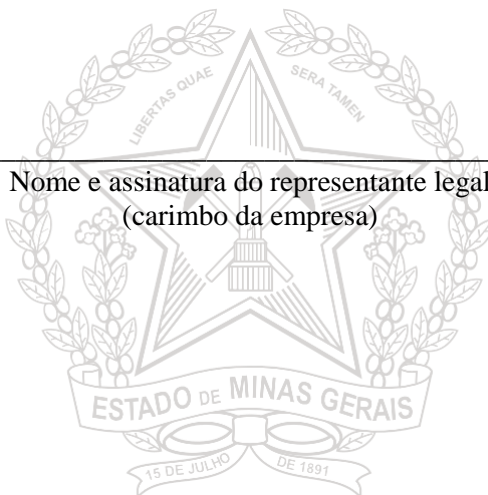 LIBERTAS QUAE SERA TAMEN
Nome e assinatura do representante legal
(carimbo da empresa)
ESTADO DE MINAS GERAIS
15 DE JULHO DE 1891